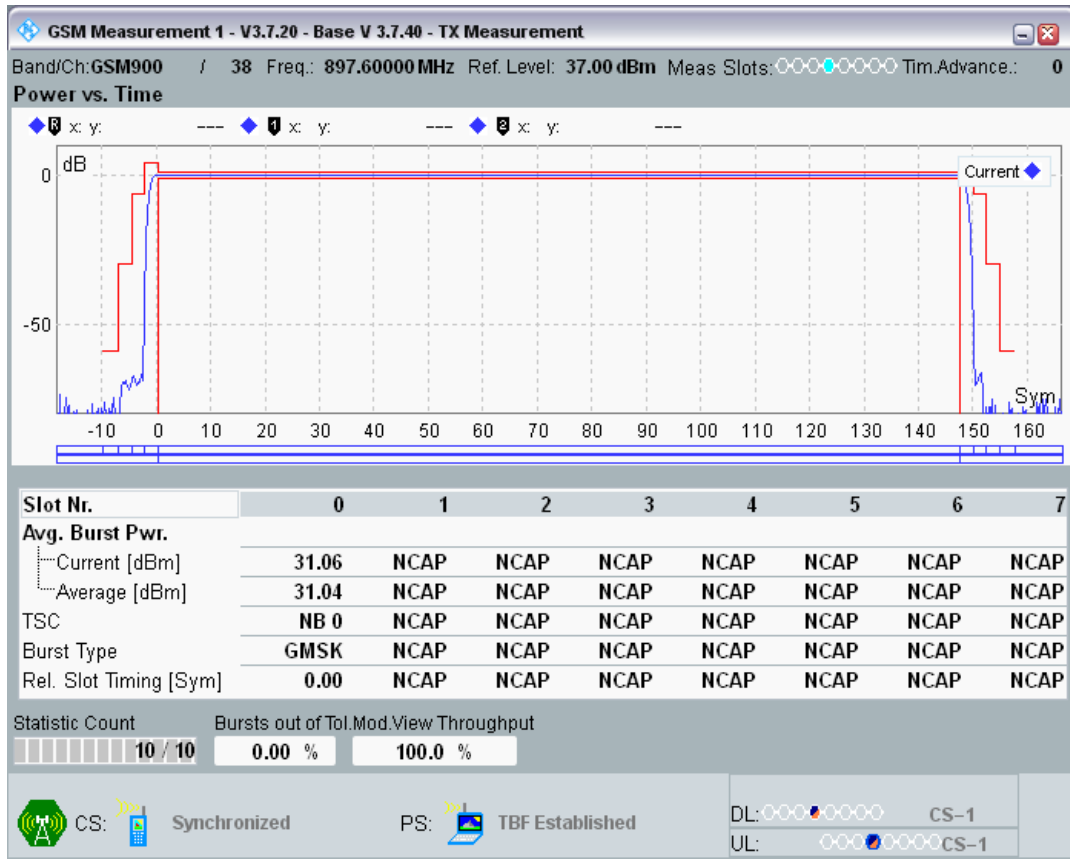 GSM Measurement 1 - V3.7.20 - Base V 3.7.40 - TX Measurement
Band/Ch:GSM900 / 38 Freq.: 897.60000 MHz Ref. Level: 37.00 dBm Meas Slots: Tim.Advance.: 0
Power vs. Time
R x: y: --- 1 x: y: --- 2 x: y: ---
dB
Current
0
-50
Sym
-10 0 10 20 30 40 50 60 70 80 90 100 110 120 130 140 150 160
Slot Nr. 0 1 2 3 4 5 6 7
Avg. Burst Pwr.
Current [dBm] 31.06 NCAP NCAP NCAP NCAP NCAP NCAP NCAP
Average [dBm] 31.04 NCAP NCAP NCAP NCAP NCAP NCAP NCAP
TSC NB 0 NCAP NCAP NCAP NCAP NCAP NCAP NCAP
Burst Type GMSK NCAP NCAP NCAP NCAP NCAP NCAP NCAP
Rel. Slot Timing [Sym] 0.00 NCAP NCAP NCAP NCAP NCAP NCAP NCAP
Statistic Count Bursts out of Tol. Mod.View Throughput
10 / 10 0.00 % 100.0 %
CS: Synchronized PS: TBF Established
DL: CS-1
UL: CS-1